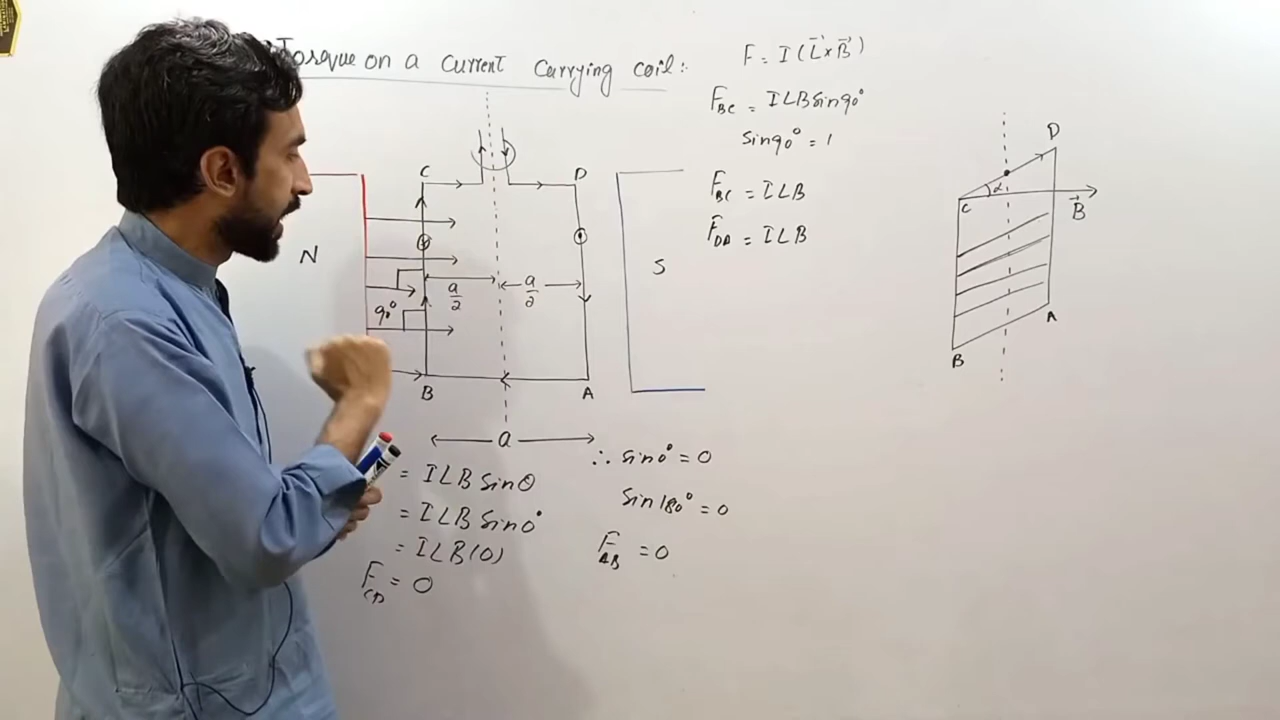 Torque on a current carrying coil:
F = I(L⃗ × B⃗)
F_BC = ILB sin90°
sin90° = 1
F_BC = ILB
F_DA = ILB
C D
N S
a/2 a/2
90°
B A
a
= ILB sinθ
= ILB sin0°
= ILB(0)
F_CD = 0
∴ sin0° = 0
sin180° = 0
F_AB = 0
D
C α
B⃗
A
B